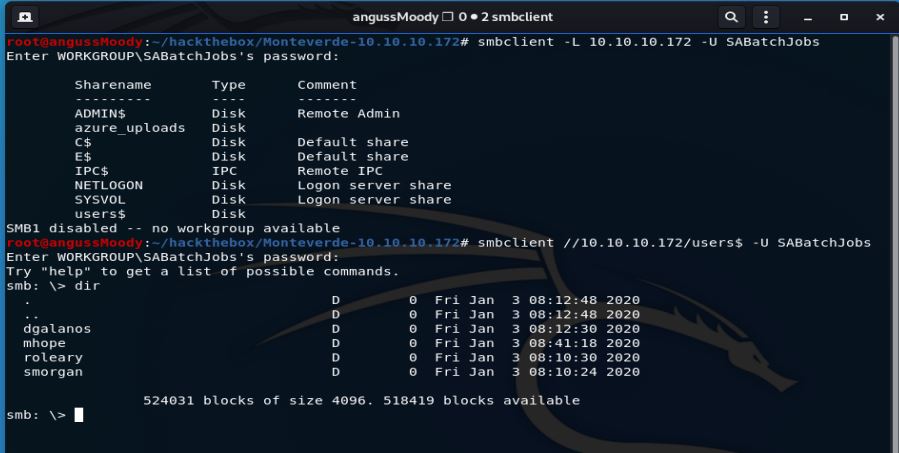 angussMoody 0 ● 2 smbclient
root@angussMoody:~/hackthebox/Monteverde-10.10.10.172# smbclient -L 10.10.10.172 -U SABatchJobs
Enter WORKGROUP\SABatchJobs's password:
Sharename Type Comment
--------- ---- -------
ADMIN$ Disk Remote Admin
azure_uploads Disk
C$ Disk Default share
E$ Disk Default share
IPC$ IPC Remote IPC
NETLOGON Disk Logon server share
SYSVOL Disk Logon server share
users$ Disk
SMB1 disabled -- no workgroup available
root@angussMoody:~/hackthebox/Monteverde-10.10.10.172# smbclient //10.10.10.172/users$ -U SABatchJobs
Enter WORKGROUP\SABatchJobs's password:
Try "help" to get a list of possible commands.
smb: \> dir
. D 0 Fri Jan 3 08:12:48 2020
.. D 0 Fri Jan 3 08:12:48 2020
dgalanos D 0 Fri Jan 3 08:12:30 2020
mhope D 0 Fri Jan 3 08:41:18 2020
roleary D 0 Fri Jan 3 08:10:30 2020
smorgan D 0 Fri Jan 3 08:10:24 2020
524031 blocks of size 4096. 518419 blocks available
smb: \>